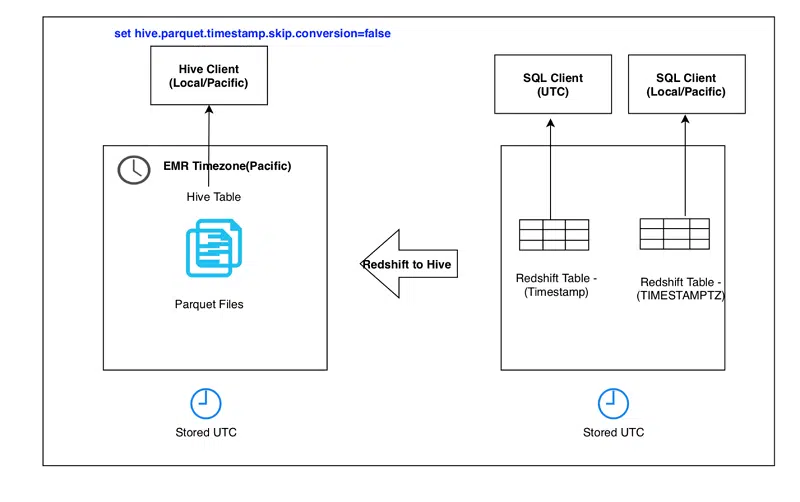 set hive.parquet.timestamp.skip.conversion=false
Hive Client
(Local/Pacific)
SQL Client
(UTC)
SQL Client
(Local/Pacific)
EMR Timezone(Pacific)
Hive Table
Parquet Files
Redshift to Hive
Redshift Table -
(Timestamp)
Redshift Table -
(TIMESTAMPTZ)
Stored UTC
Stored UTC